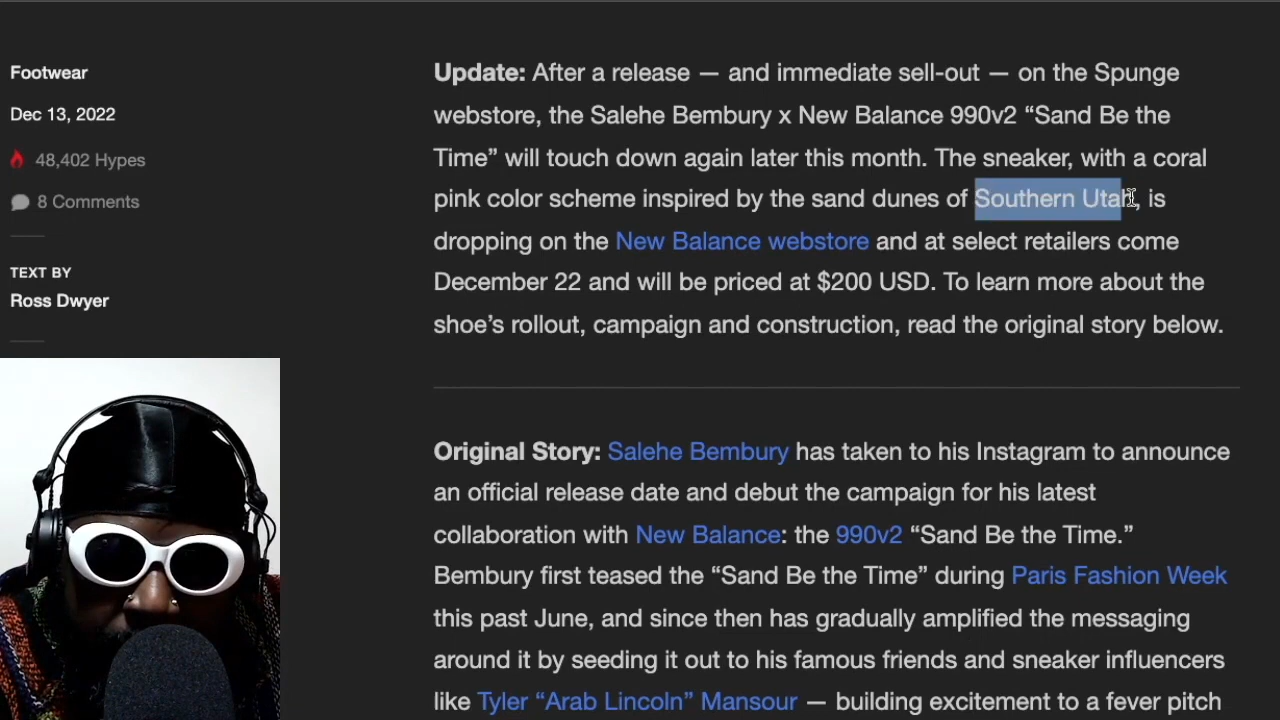 Footwear
Dec 13, 2022
48,402 Hypes
8 Comments
TEXT BY
Ross Dwyer
Update: After a release — and immediate sell-out — on the Spunge
webstore, the Salehe Bembury x New Balance 990v2 “Sand Be the
Time” will touch down again later this month. The sneaker, with a coral
pink color scheme inspired by the sand dunes of Southern Utah, is
dropping on the New Balance webstore and at select retailers come
December 22 and will be priced at $200 USD. To learn more about the
shoe’s rollout, campaign and construction, read the original story below.
Original Story: Salehe Bembury has taken to his Instagram to announce
an official release date and debut the campaign for his latest
collaboration with New Balance: the 990v2 “Sand Be the Time.”
Bembury first teased the “Sand Be the Time” during Paris Fashion Week
this past June, and since then has gradually amplified the messaging
around it by seeding it out to his famous friends and sneaker influencers
like Tyler “Arab Lincoln” Mansour — building excitement to a fever pitch